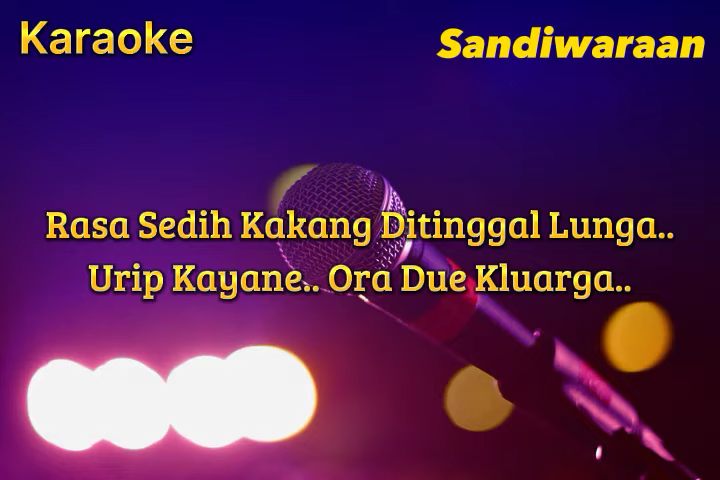 Karaoke
Sandiwaraan
Rasa Sedih Kakang Ditinggal Lunga..
Urip Kayane.. Ora Due Kluarga..